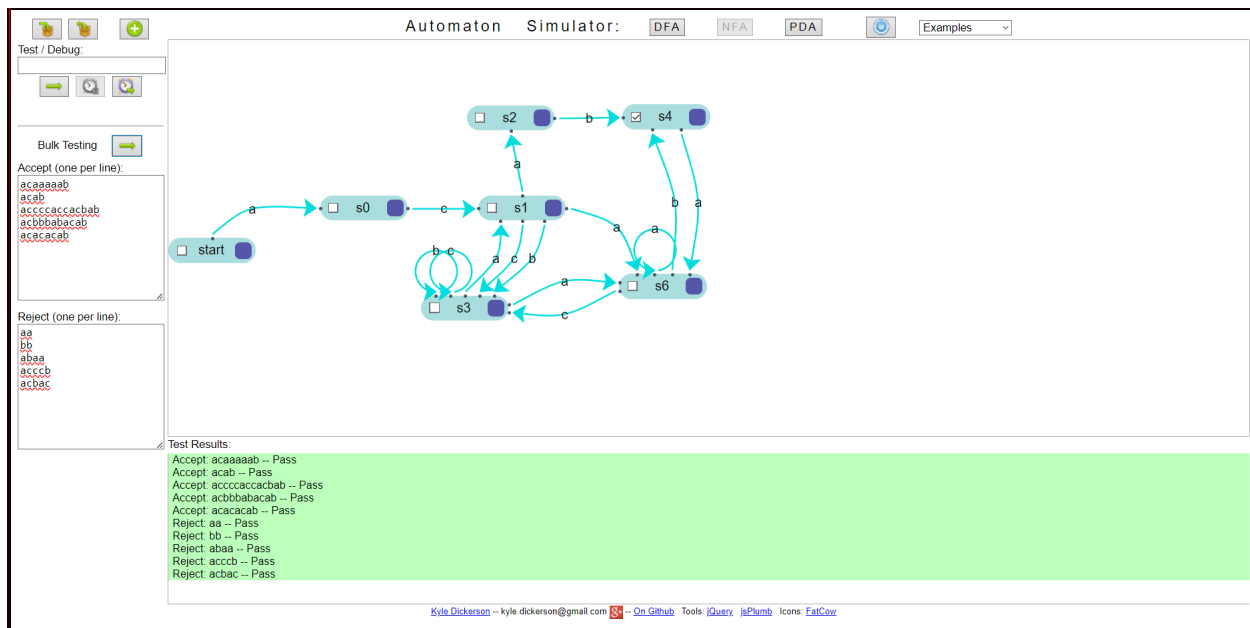 Automaton Simulator: DFA NFA PDA Examples
Test / Debug:
Bulk Testing
Accept (one per line):
acaaaaab
acab
accccaccacbab
acbbbabacab
acacacab
Reject (one per line):
aa
bb
abaa
acccb
acbac
s2
b
s4
a
a
s0
c
s1
b
a
a
a
start
b
c
a
c
b
a
s6
s3
c
Test Results:
Accept: acaaaaab -- Pass
Accept: acab -- Pass
Accept: accccaccacbab -- Pass
Accept: acbbbabacab -- Pass
Accept: acacacab -- Pass
Reject: aa -- Pass
Reject: bb -- Pass
Reject: abaa -- Pass
Reject: acccb -- Pass
Reject: acbac -- Pass
Kyle Dickerson -- kyle.dickerson@gmail.com g+ -- On Github Tools: jQuery jsPlumb Icons: FatCow